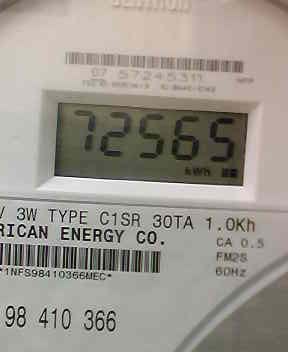 CENTRON
07 57245311
72565
kWh
V 3W TYPE C1SR 30TA 1.0Kh
RICAN ENERGY CO.
CA 0.5
FM2S
60Hz
*1NFS98410366MEC*
98 410 366